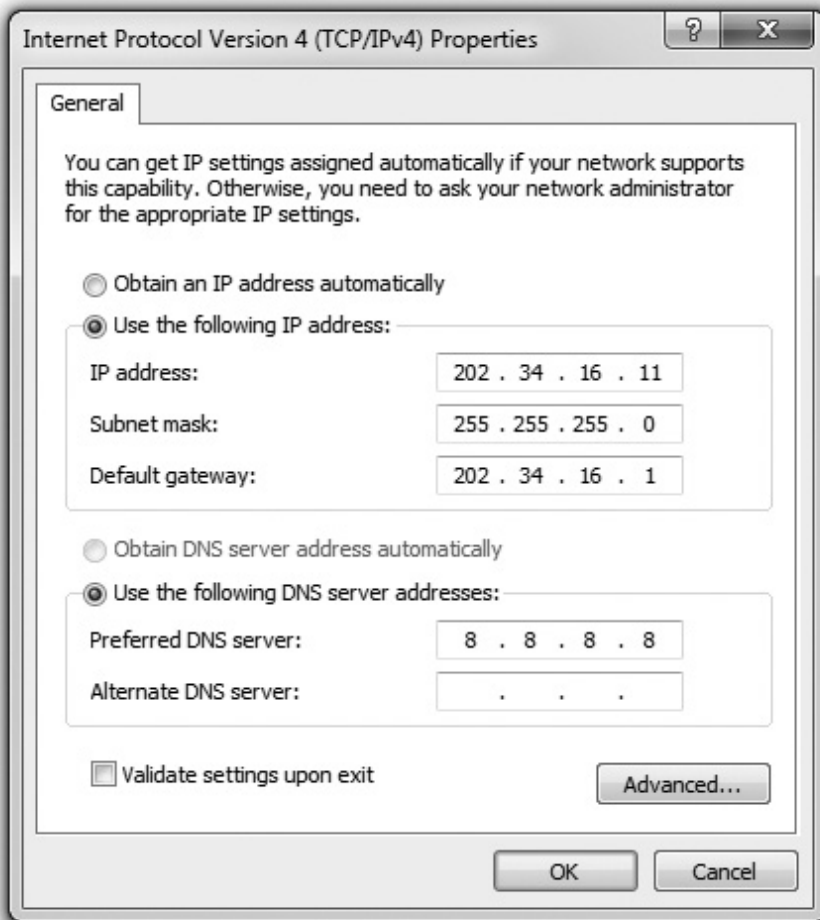 Internet Protocol Version 4 (TCP/IPv4) Properties
? X
General
You can get IP settings assigned automatically if your network supports
this capability. Otherwise, you need to ask your network administrator
for the appropriate IP settings.
Obtain an IP address automatically
Use the following IP address:
IP address: 202 . 34 . 16 . 11
Subnet mask: 255 . 255 . 255 . 0
Default gateway: 202 . 34 . 16 . 1
Obtain DNS server address automatically
Use the following DNS server addresses:
Preferred DNS server: 8 . 8 . 8 . 8
Alternate DNS server: . . .
Validate settings upon exit
Advanced...
OK Cancel